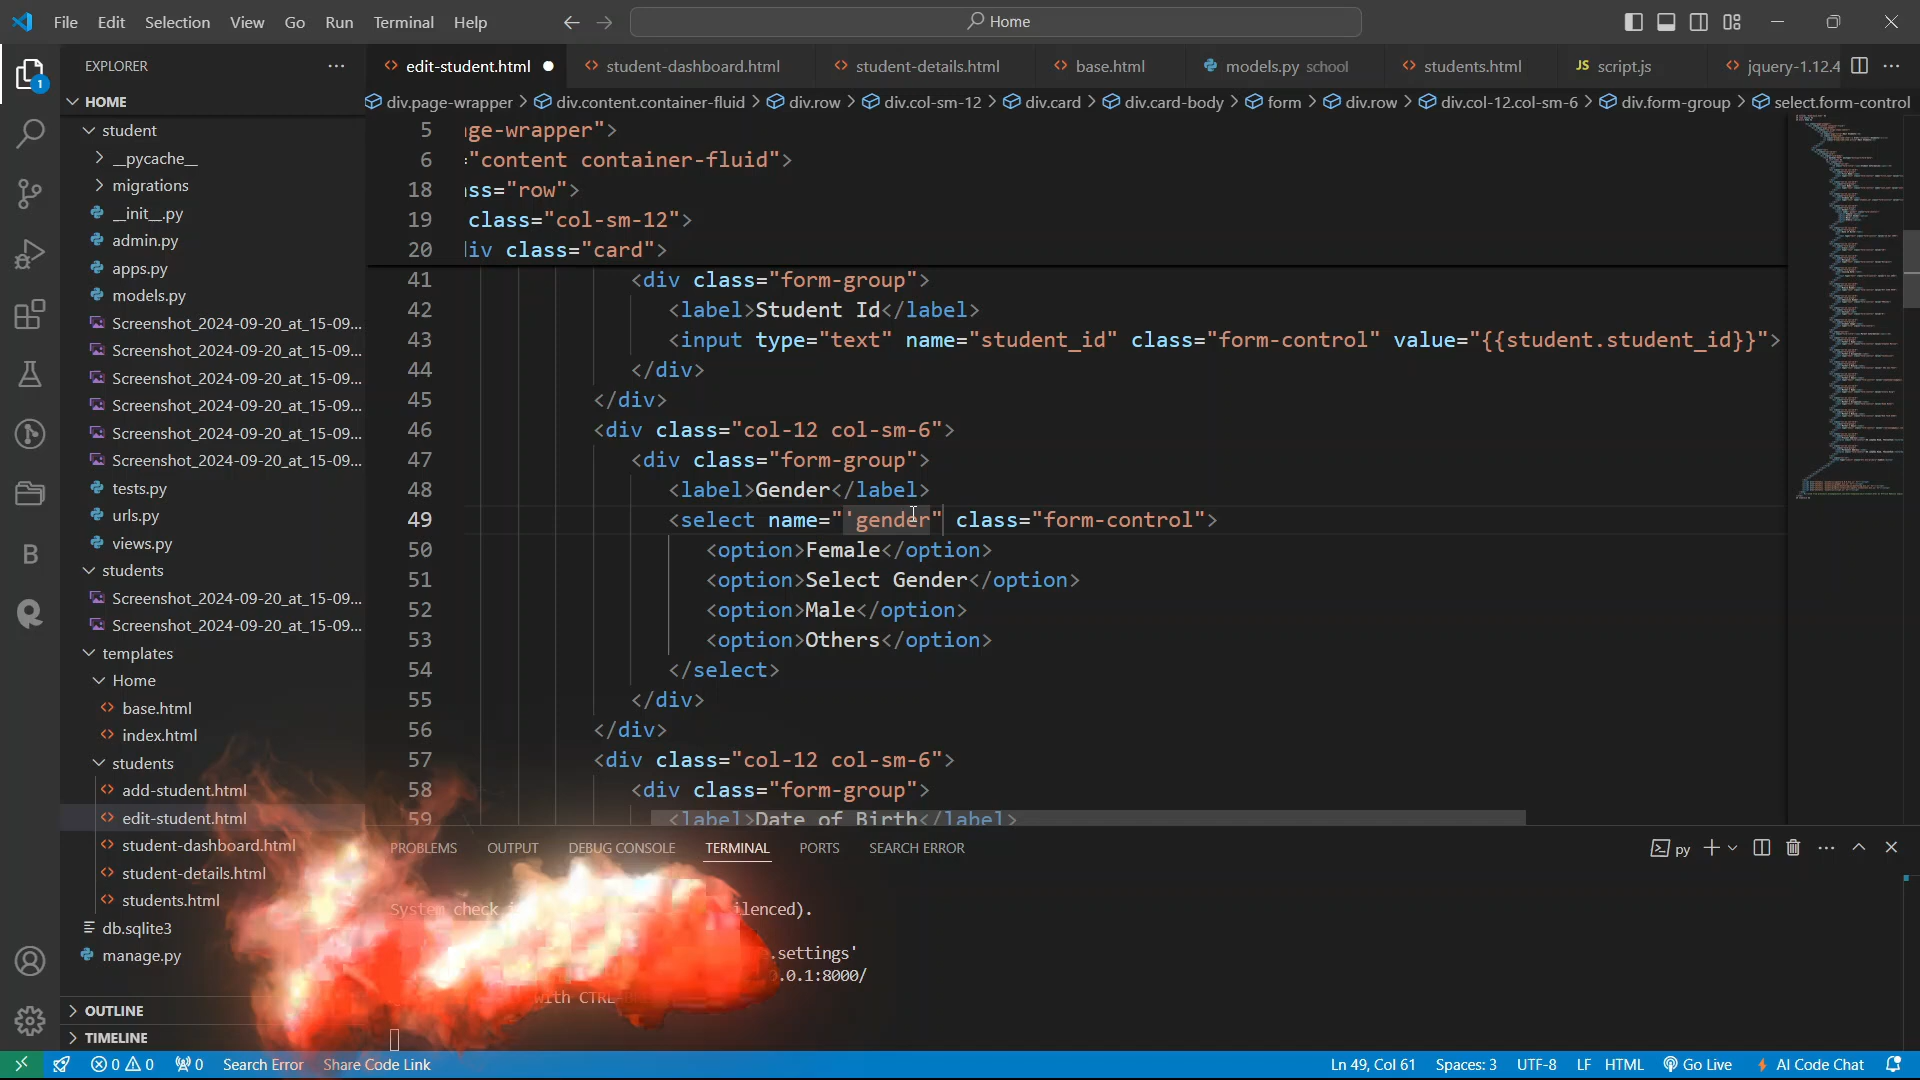 File Edit Selection View Go Run Terminal Help Home
EXPLORER
edit-student.html student-dashboard.html student-details.html base.html models.py school students.html JS script.js jquery-1.12.4
HOME
div.page-wrapper > div.content.container-fluid > div.row > div.col-sm-12 > div.card > div.card-body > form > div.row > div.col-12.col-sm-6 > div.form-group > select.form-control
student
__pycache__
migrations
__init__.py
admin.py
apps.py
models.py
Screenshot_2024-09-20_at_15-09...
Screenshot_2024-09-20_at_15-09...
Screenshot_2024-09-20_at_15-09...
Screenshot_2024-09-20_at_15-09...
Screenshot_2024-09-20_at_15-09...
Screenshot_2024-09-20_at_15-09...
tests.py
urls.py
views.py
students
Screenshot_2024-09-20_at_15-09...
Screenshot_2024-09-20_at_15-09...
templates
Home
base.html
index.html
students
add-student.html
edit-student.html
student-dashboard.html
student-details.html
students.html
db.sqlite3
manage.py
OUTLINE
TIMELINE
5 ge-wrapper">
6 "content container-fluid">
18 ss="row">
19 class="col-sm-12">
20 iv class="card">
41 <div class="form-group">
42 <label>Student Id</label>
43 <input type="text" name="student_id" class="form-control" value="{{student.student_id}}">
44 </div>
45 </div>
46 <div class="col-12 col-sm-6">
47 <div class="form-group">
48 <label>Gender</label>
49 <select name="'gender" class="form-control">
50 <option>Female</option>
51 <option>Select Gender</option>
52 <option>Male</option>
53 <option>Others</option>
54 </select>
55 </div>
56 </div>
57 <div class="col-12 col-sm-6">
58 <div class="form-group">
59 <label>Date of Birth</label>
PROBLEMS OUTPUT DEBUG CONSOLE TERMINAL PORTS SEARCH ERROR py
System check i lenced).
.settings'
.0.1:8000/
with CTRL-
0 0 0 Search Error Share Code Link Ln 49, Col 61 Spaces: 3 UTF-8 LF HTML Go Live AI Code Chat